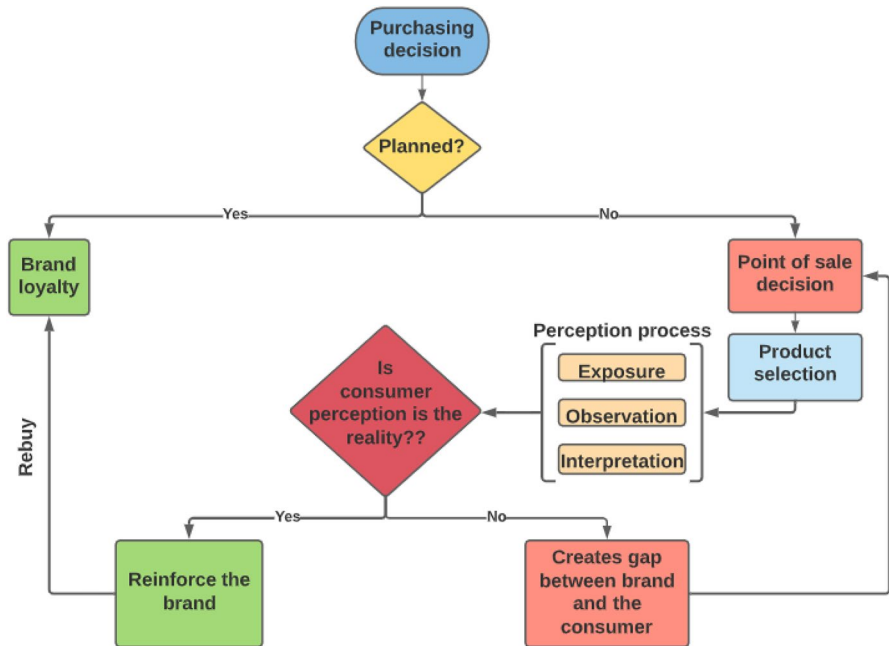 Purchasing
decision
Planned?
Yes
No
Brand
loyalty
Point of sale
decision
Perception process
Product
selection
Exposure
Observation
Interpretation
Is
consumer
perception is the
reality??
Rebuy
Yes
No
Reinforce the
brand
Creates gap
between brand
and the
consumer